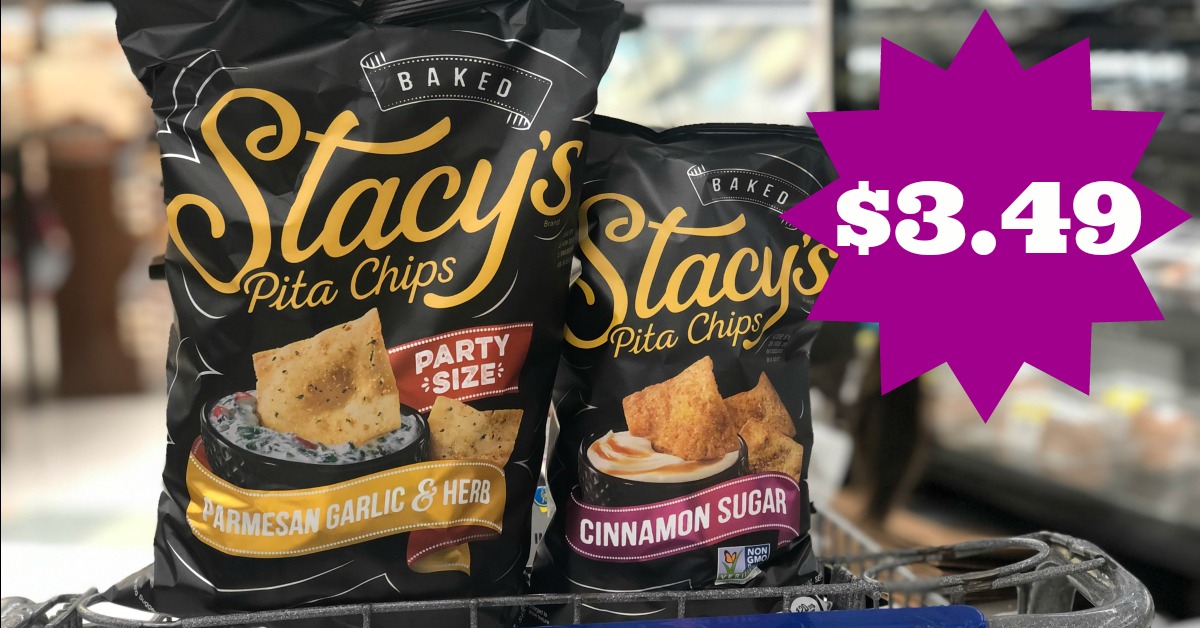 BAKED
Stacy's
Brand
Pita Chips
PARTY
SIZE
PARMESAN GARLIC & HERB
BAKED
Stacy's
Pita Chips
CINNAMON SUGAR
NON
GMO
$3.49